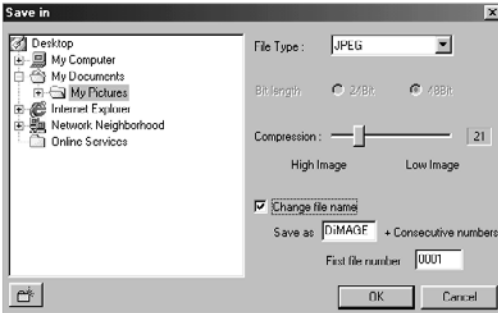 Save in
Desktop
My Computer
My Documents
My Pictures
Internet Explorer
Network Neighborhood
Online Services
File Type : JPEG
Bit length 24Bit 48Bit
Compression : 21
High Image Low Image
Change file name
Save as DiMAGE + Consecutive numbers
First file number 0001
OK Cancel